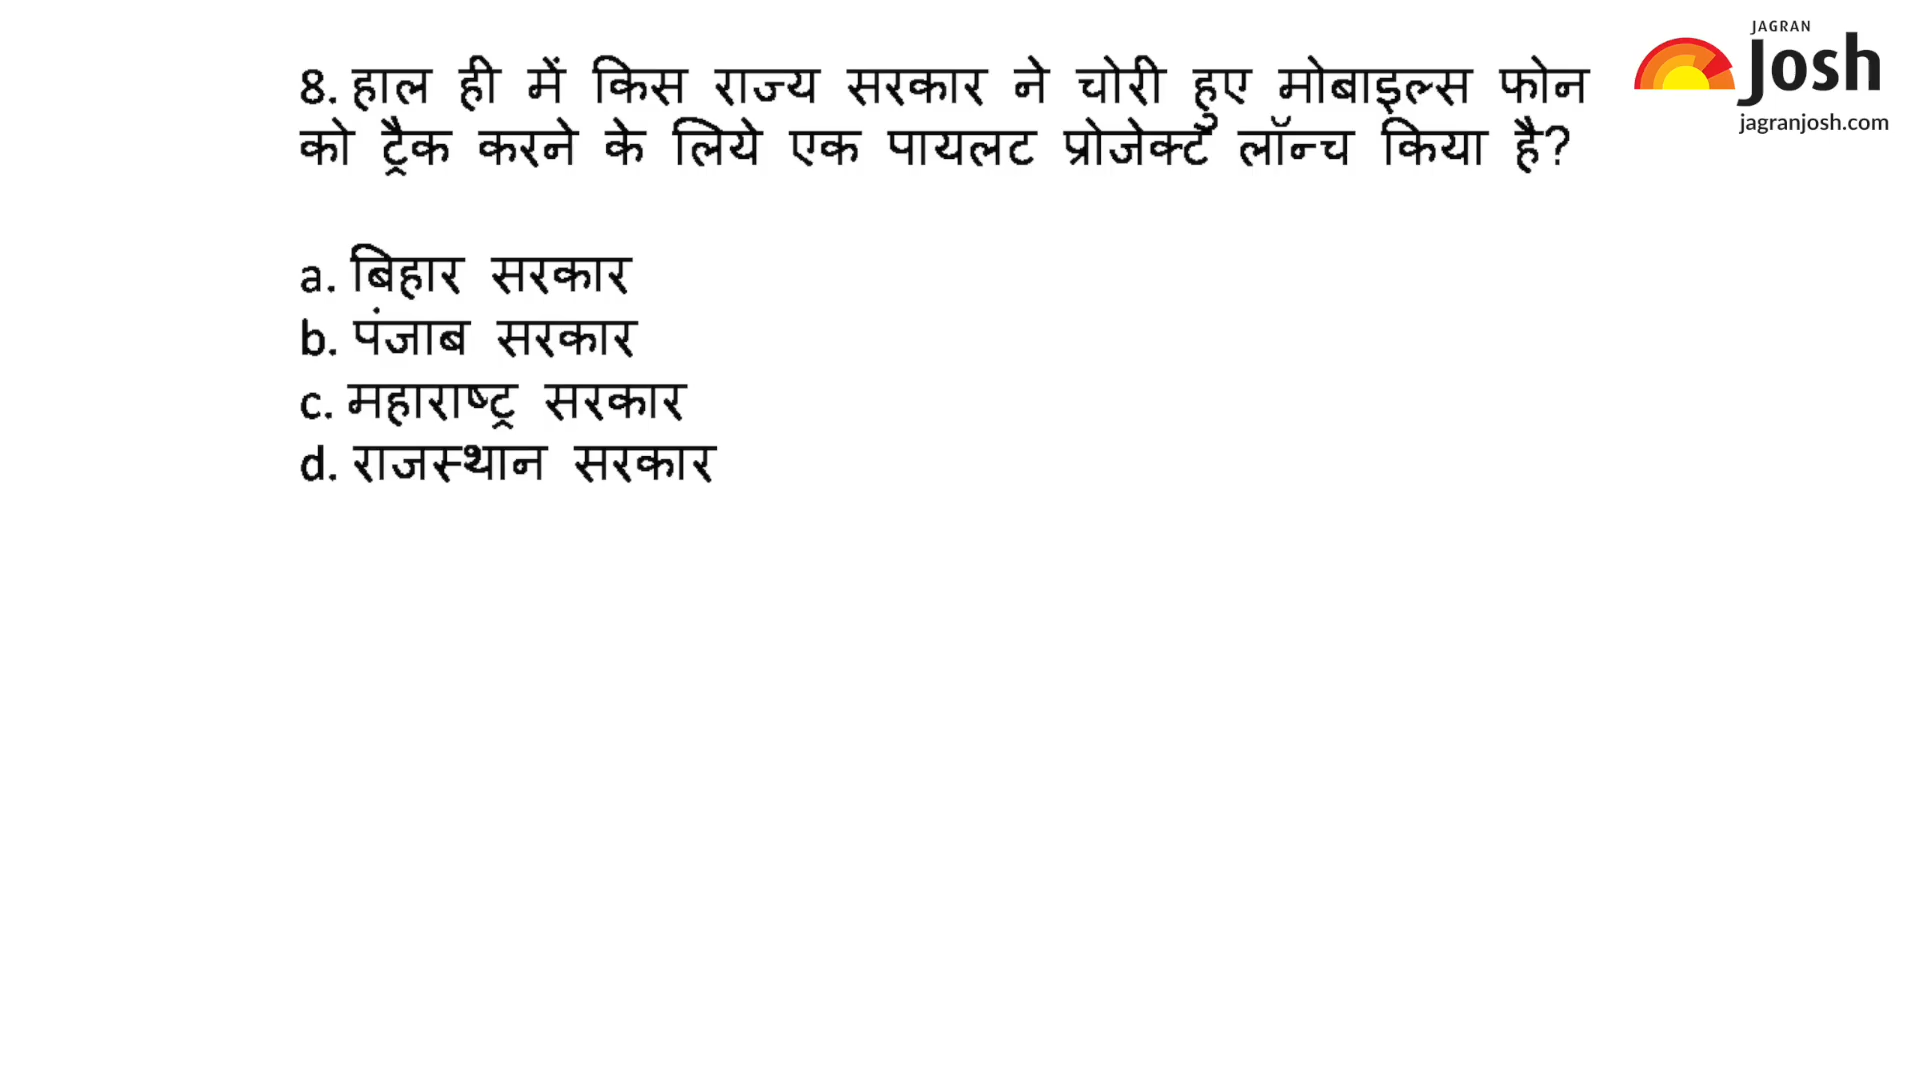 JAGRAN
Josh
jagranjosh.com
8. हाल ही में किस राज्य सरकार ने चोरी हुए मोबाइल्स फोन
को ट्रैक करने के लिये एक पायलट प्रोजेक्ट लॉन्च किया है?
a. बिहार सरकार
b. पंजाब सरकार
c. महाराष्ट्र सरकार
d. राजस्थान सरकार